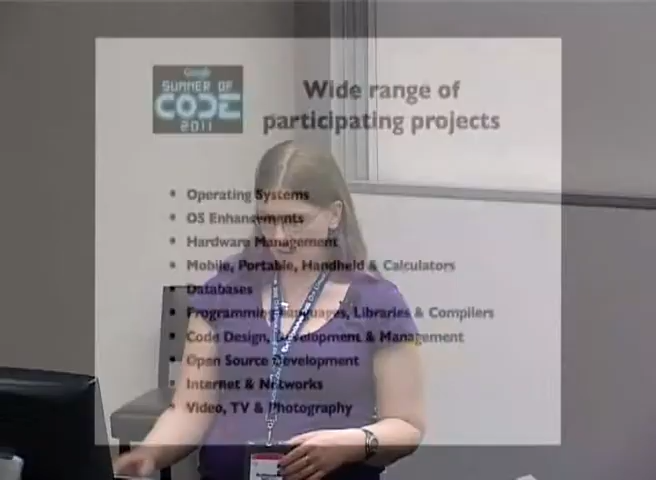 Google
SUMMER OF
CODE
2011
Wide range of
participating projects
• Operating Systems
• OS Enhancements
• Hardware Management
• Mobile, Portable, Handheld & Calculators
• Databases
• Programming Languages, Libraries & Compilers
• Code Design, Development & Management
• Open Source Development
• Internet & Networks
• Video, TV & Photography